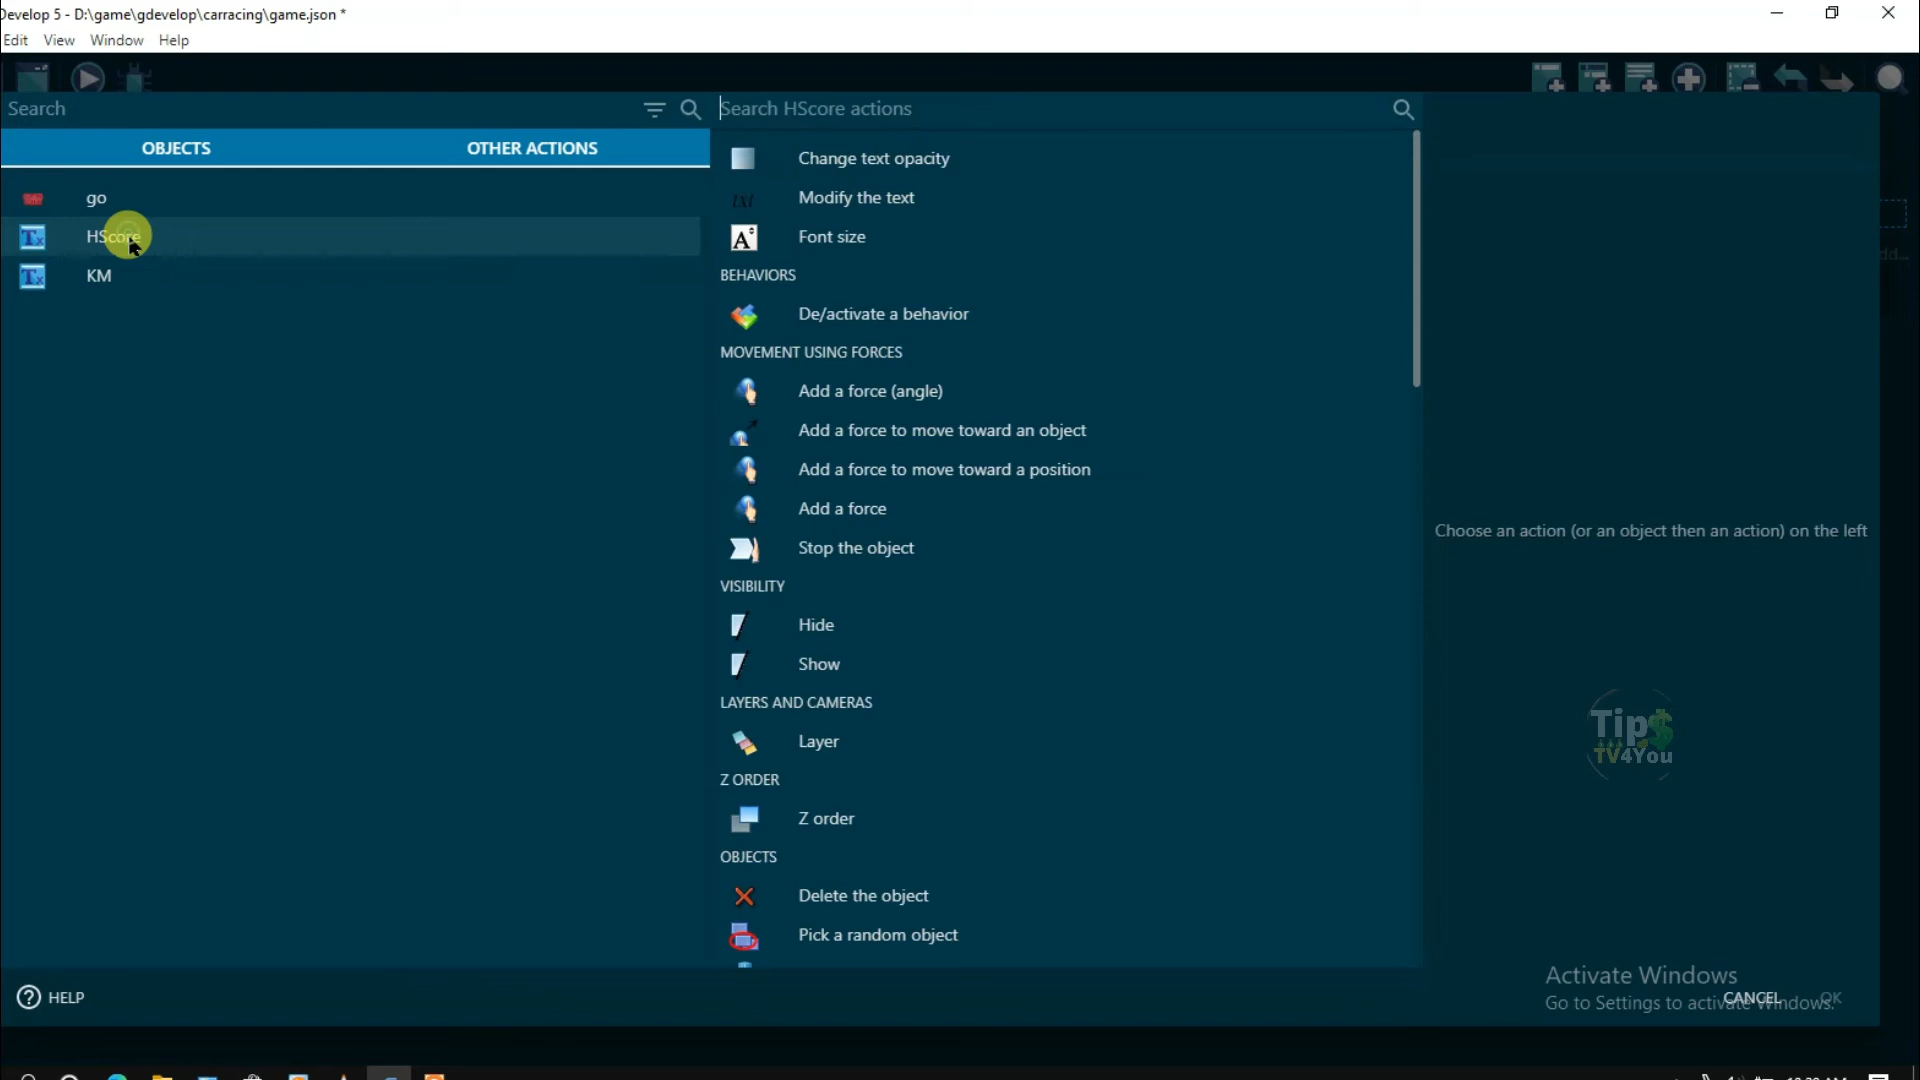 Develop 5 - D:\game\gdevelop\carracing\game.json *
Edit View Window Help
Search
Search HScore actions
OBJECTS OTHER ACTIONS
go
HScore
KM
Change text opacity
Modify the text
Font size
BEHAVIORS
De/activate a behavior
MOVEMENT USING FORCES
Add a force (angle)
Add a force to move toward an object
Add a force to move toward a position
Add a force
Stop the object
VISIBILITY
Hide
Show
LAYERS AND CAMERAS
Layer
Z ORDER
Z order
OBJECTS
Delete the object
Pick a random object
Choose an action (or an object then an action) on the left
Tip$
TV4You
Activate Windows
Go to Settings to activate Windows.
CANCEL OK
HELP